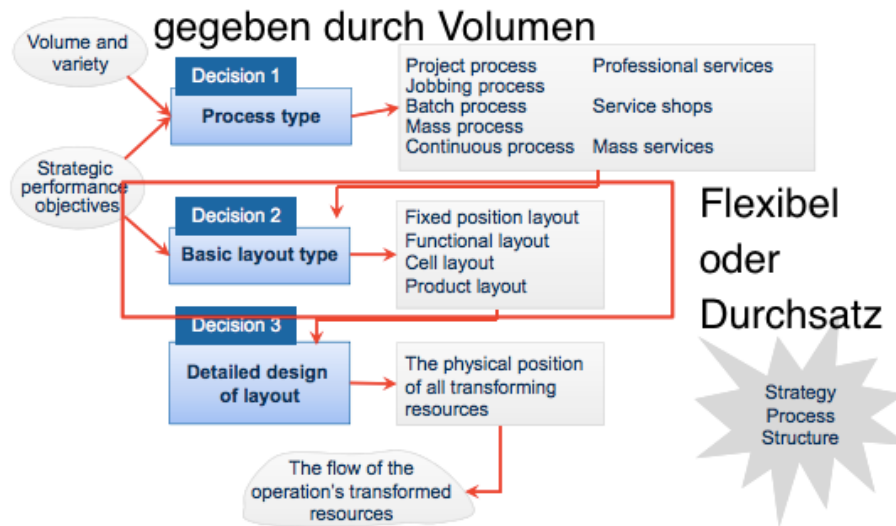 gegeben durch Volumen
Volume and
variety
Decision 1
Process type
Project process
Jobbing process
Batch process
Mass process
Continuous process
Professional services
Service shops
Mass services
Strategic
performance
objectives
Decision 2
Basic layout type
Fixed position layout
Functional layout
Cell layout
Product layout
Flexibel
oder
Durchsatz
Decision 3
Detailed design
of layout
The physical position
of all transforming
resources
Strategy
Process
Structure
The flow of the
operation's transformed
resources